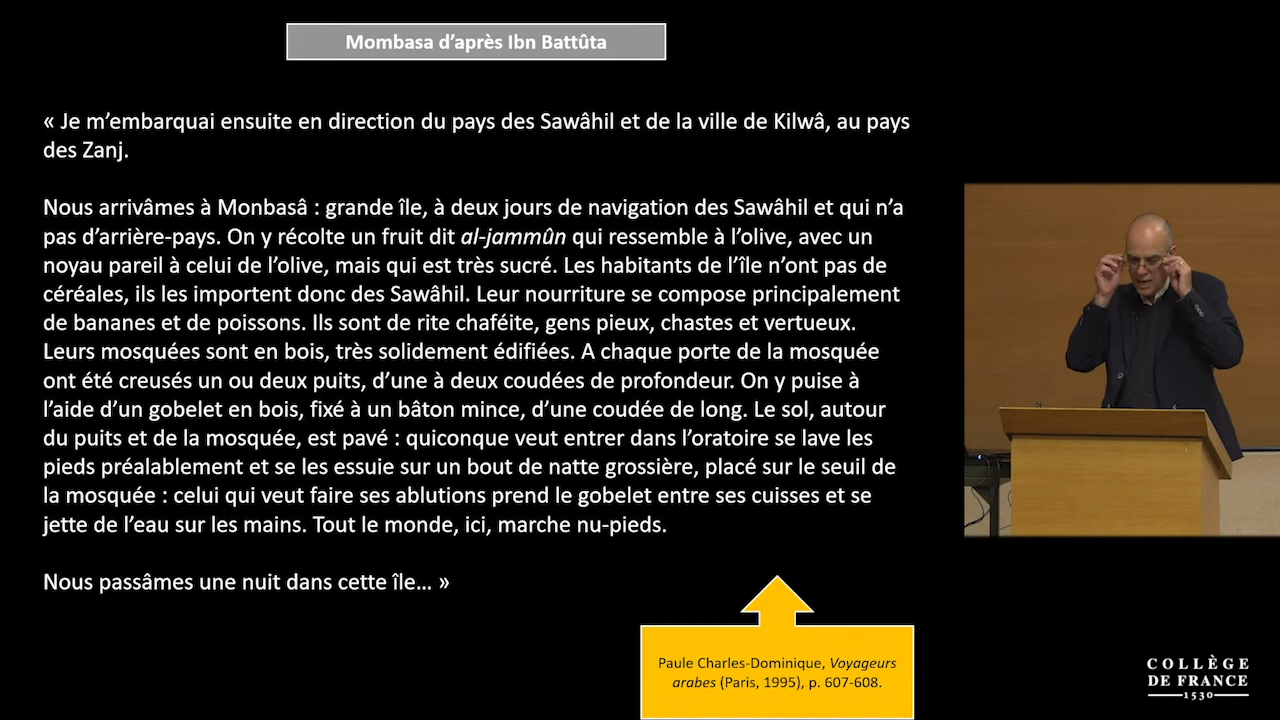 Mombasa d’après Ibn Battûta
« Je m’embarquai ensuite en direction du pays des Sawâhil et de la ville de Kilwâ, au pays
des Zanj.
Nous arrivâmes à Monbasâ : grande île, à deux jours de navigation des Sawâhil et qui n’a
pas d’arrière-pays. On y récolte un fruit dit al-jammûn qui ressemble à l’olive, avec un
noyau pareil à celui de l’olive, mais qui est très sucré. Les habitants de l’île n’ont pas de
céréales, ils les importent donc des Sawâhil. Leur nourriture se compose principalement
de bananes et de poissons. Ils sont de rite chaféite, gens pieux, chastes et vertueux.
Leurs mosquées sont en bois, très solidement édifiées. A chaque porte de la mosquée
ont été creusés un ou deux puits, d’une à deux coudées de profondeur. On y puise à
l’aide d’un gobelet en bois, fixé à un bâton mince, d’une coudée de long. Le sol, autour
du puits et de la mosquée, est pavé : quiconque veut entrer dans l’oratoire se lave les
pieds préalablement et se les essuie sur un bout de natte grossière, placé sur le seuil de
la mosquée : celui qui veut faire ses ablutions prend le gobelet entre ses cuisses et se
jette de l’eau sur les mains. Tout le monde, ici, marche nu-pieds.
Nous passâmes une nuit dans cette île… »
Paule Charles-Dominique, Voyageurs
arabes (Paris, 1995), p. 607-608.
COLLÈGE
DE FRANCE
1530